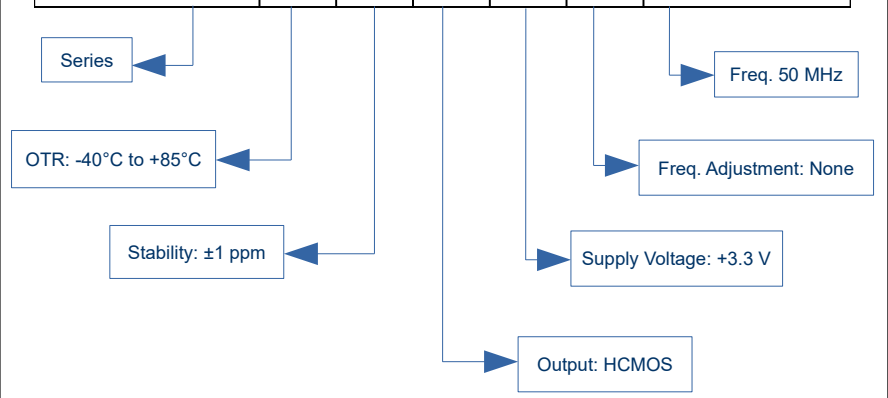 Series
Freq. 50 MHz
OTR: -40°C to +85°C
Freq. Adjustment: None
Stability: ±1 ppm
Supply Voltage: +3.3 V
Output: HCMOS